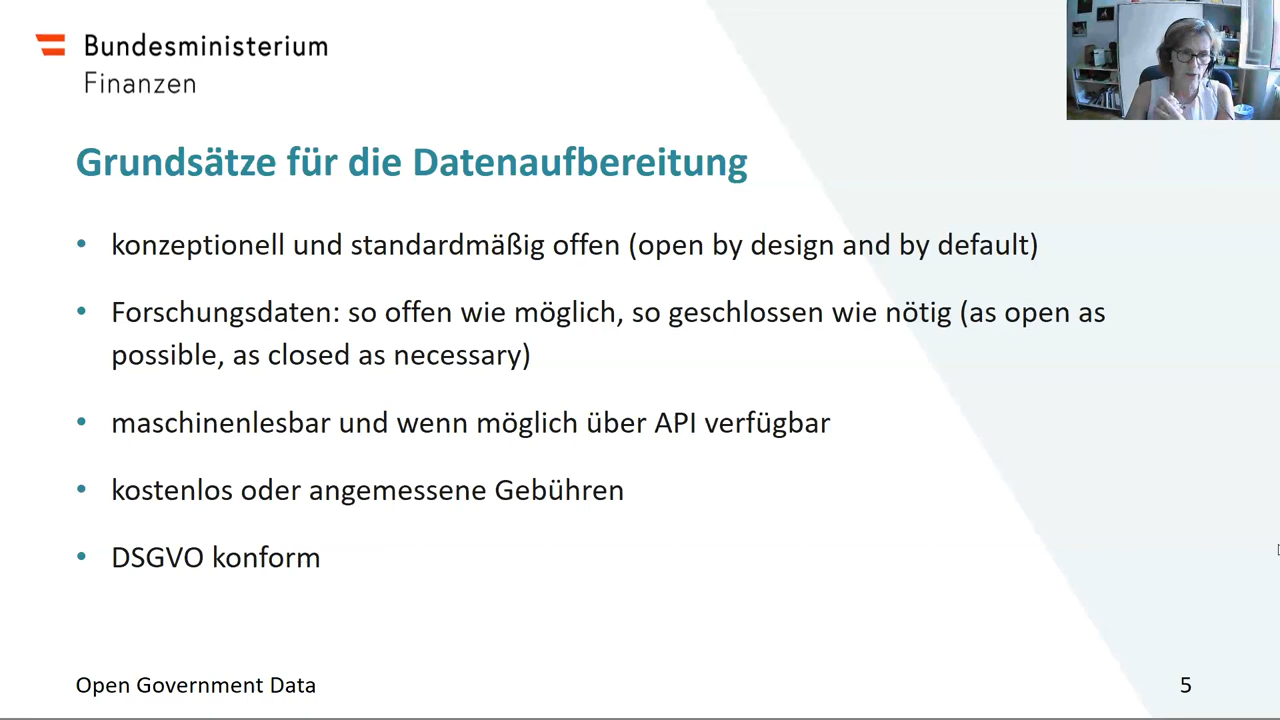 Bundesministerium
Finanzen
Grundsätze für die Datenaufbereitung
• konzeptionell und standardmäßig offen (open by design and by default)
• Forschungsdaten: so offen wie möglich, so geschlossen wie nötig (as open as
possible, as closed as necessary)
• maschinenlesbar und wenn möglich über API verfügbar
• kostenlos oder angemessene Gebühren
• DSGVO konform
Open Government Data
5